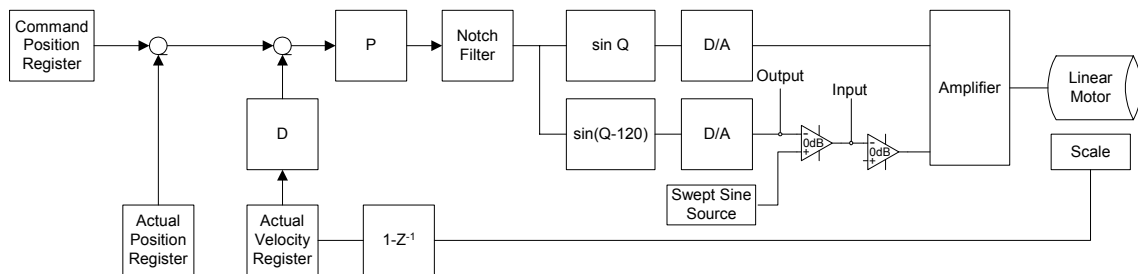 Command
Position
Register
P
Notch
Filter
sin Q
D/A
Output
Input
Amplifier
Linear
Motor
D
sin(Q-120)
D/A
-
+
0dB
-
+
0dB
Scale
Swept Sine
Source
Actual
Position
Register
Actual
Velocity
Register
1-Z⁻¹